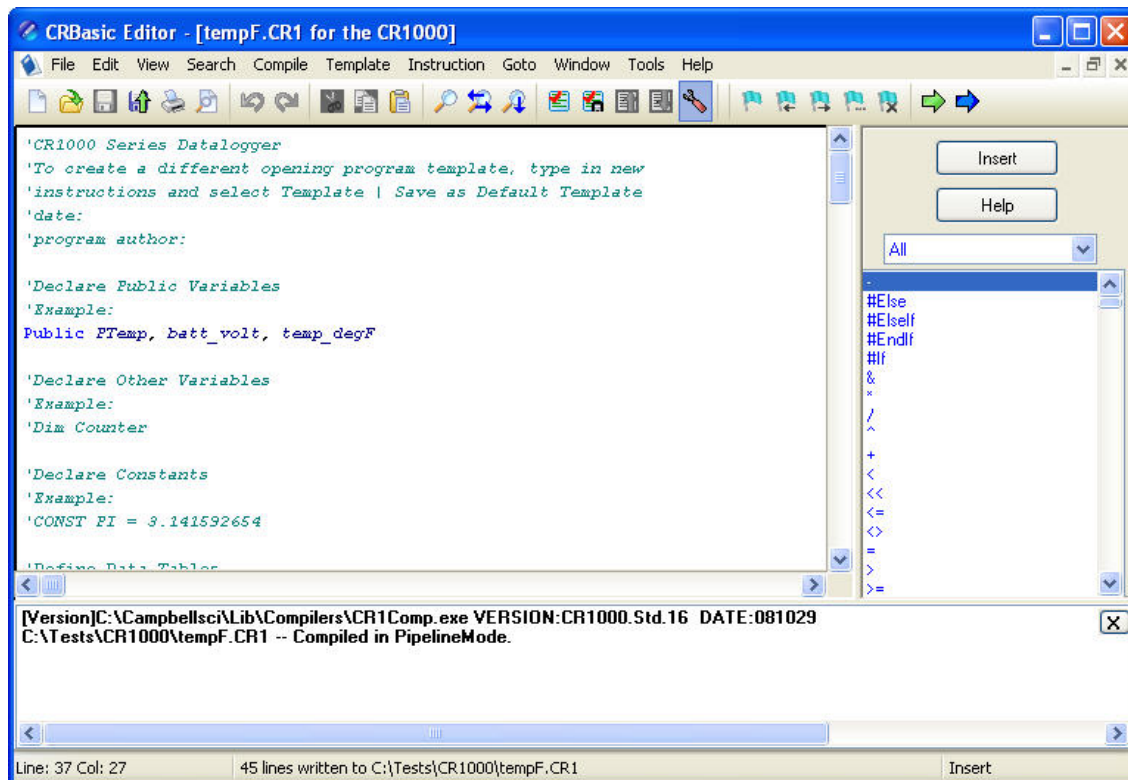 CRBasic Editor - [tempF.CR1 for the CR1000]
File Edit View Search Compile Template Instruction Goto Window Tools Help
'CR1000 Series Datalogger
'To create a different opening program template, type in new
'instructions and select Template | Save as Default Template
'date:
'program author:
'Declare Public Variables
'Example:
Public PTemp, batt_volt, temp_degF
'Declare Other Variables
'Example:
'Dim Counter
'Declare Constants
'Example:
'CONST PI = 3.141592654
'Define Data Tables
Insert
Help
All
-
#Else
#ElseIf
#EndIf
#If
&
*
/
^
+
<
<<
<=
<>
=
>
>=
[Version]C:\Campbellsci\Lib\Compilers\CR1Comp.exe VERSION:CR1000.Std.16 DATE:081029
C:\Tests\CR1000\tempF.CR1 -- Compiled in PipelineMode.
Line: 37 Col: 27
45 lines written to C:\Tests\CR1000\tempF.CR1
Insert